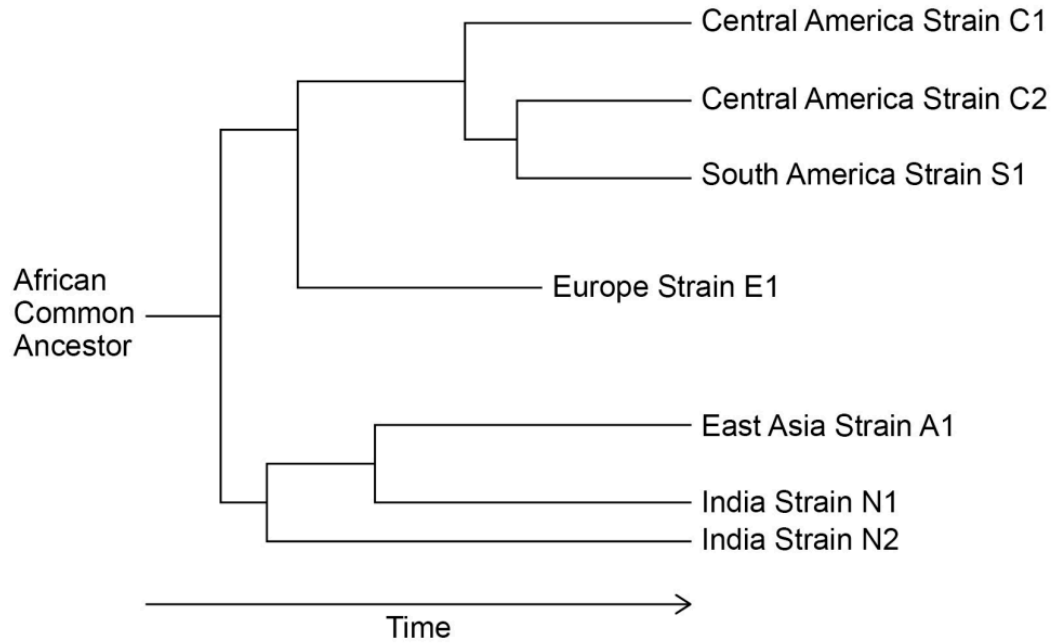 Central America Strain C1
Central America Strain C2
South America Strain S1
Europe Strain E1
African
Common
Ancestor
East Asia Strain A1
India Strain N1
India Strain N2
Time